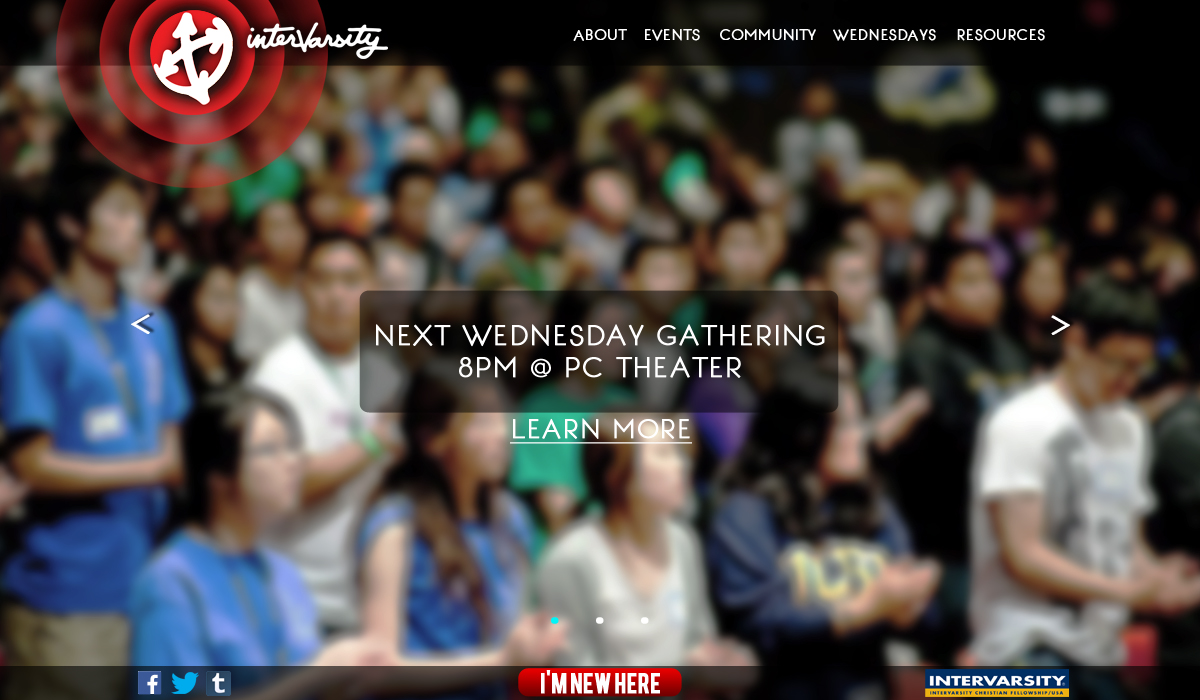 interVarsity
ABOUT EVENTS COMMUNITY WEDNESDAYS RESOURCES
<
>
NEXT WEDNESDAY GATHERING
8PM @ PC THEATER
LEARN MORE
f t
I'M NEW HERE
INTERVARSITY
INTERVARSITY CHRISTIAN FELLOWSHIP/USA